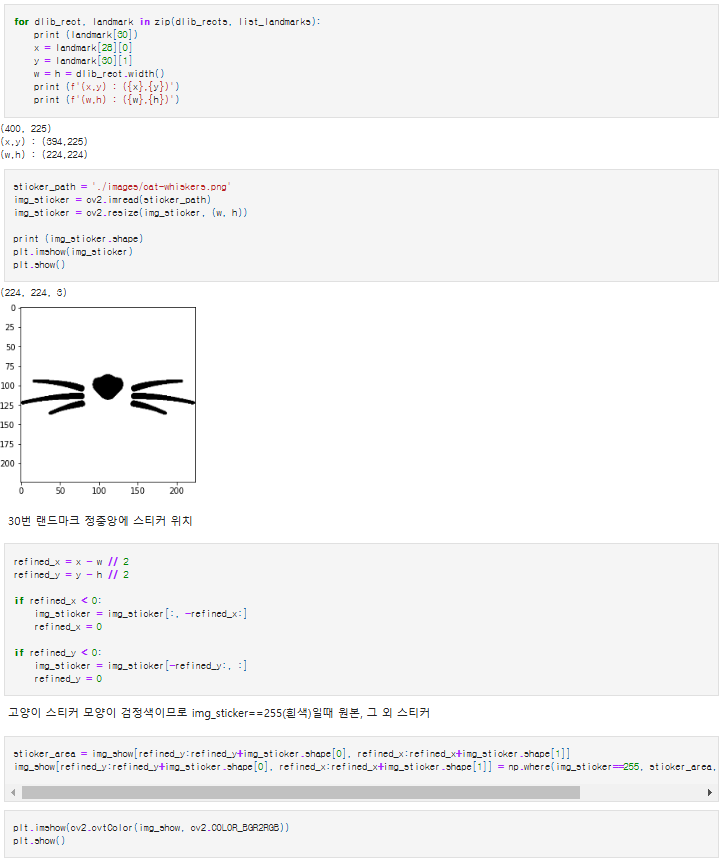 for dlib_rect, landmark in zip(dlib_rects, list_landmarks):
print (landmark[30])
x = landmark[28][0]
y = landmark[30][1]
w = h = dlib_rect.width()
print (f'(x,y) : ({x},{y})')
print (f'(w,h) : ({w},{h})')
(400, 225)
(x,y) : (394,225)
(w,h) : (224,224)
sticker_path = './images/cat-whiskers.png'
img_sticker = cv2.imread(sticker_path)
img_sticker = cv2.resize(img_sticker, (w, h))
print (img_sticker.shape)
plt.imshow(img_sticker)
plt.show()
(224, 224, 3)
0
25
50
75
100
125
150
175
200
0 50 100 150 200
30번 랜드마크 정중앙에 스티커 위치
refined_x = x - w // 2
refined_y = y - h // 2
if refined_x < 0:
img_sticker = img_sticker[:, -refined_x:]
refined_x = 0
if refined_y < 0:
img_sticker = img_sticker[-refined_y:, :]
refined_y = 0
고양이 스티커 모양이 검정색이므로 img_sticker==255(흰색)일때 원본, 그 외 스티커
sticker_area = img_show[refined_y:refined_y+img_sticker.shape[0], refined_x:refined_x+img_sticker.shape[1]]
img_show[refined_y:refined_y+img_sticker.shape[0], refined_x:refined_x+img_sticker.shape[1]] = np.where(img_sticker==255, sticker_area,
plt.imshow(cv2.cvtColor(img_show, cv2.COLOR_BGR2RGB))
plt.show()